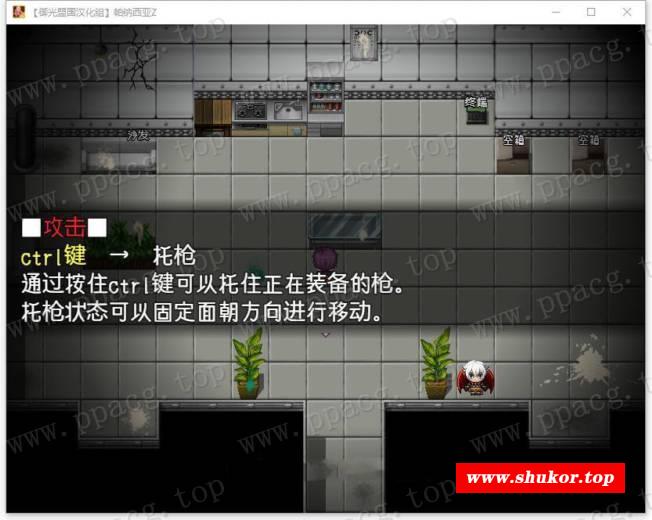 【御光盟国汉化组】帕纳西亚Z
终端
沙发
空箱
空箱
■攻击■
ctrl键 → 托枪
通过按住ctrl键可以托住正在装备的枪。
托枪状态可以固定面朝方向进行移动。
www.ppacg.top
www.shukor.top